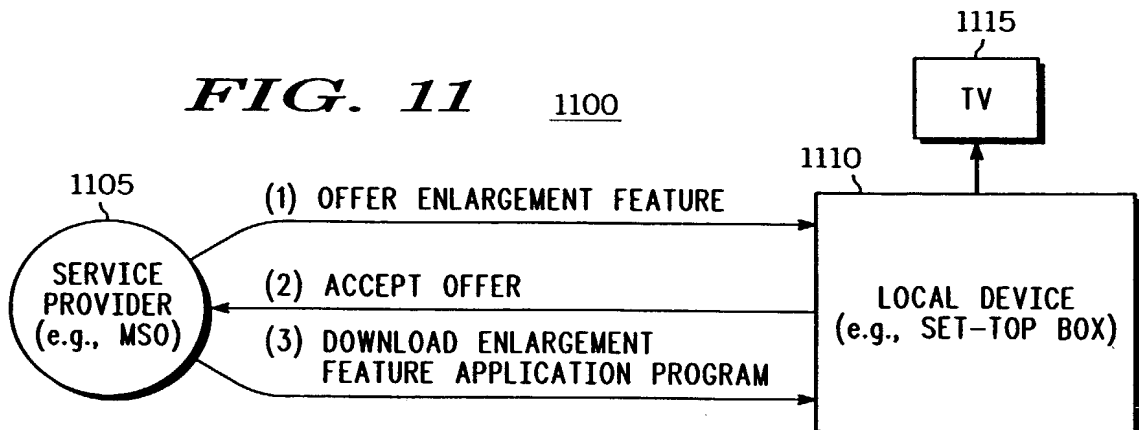 1115
TV
FIG. 11 1100
1110
1105
(1) OFFER ENLARGEMENT FEATURE
SERVICE
PROVIDER
(e.g., MSO)
(2) ACCEPT OFFER
LOCAL DEVICE
(e.g., SET-TOP BOX)
(3) DOWNLOAD ENLARGEMENT
FEATURE APPLICATION PROGRAM